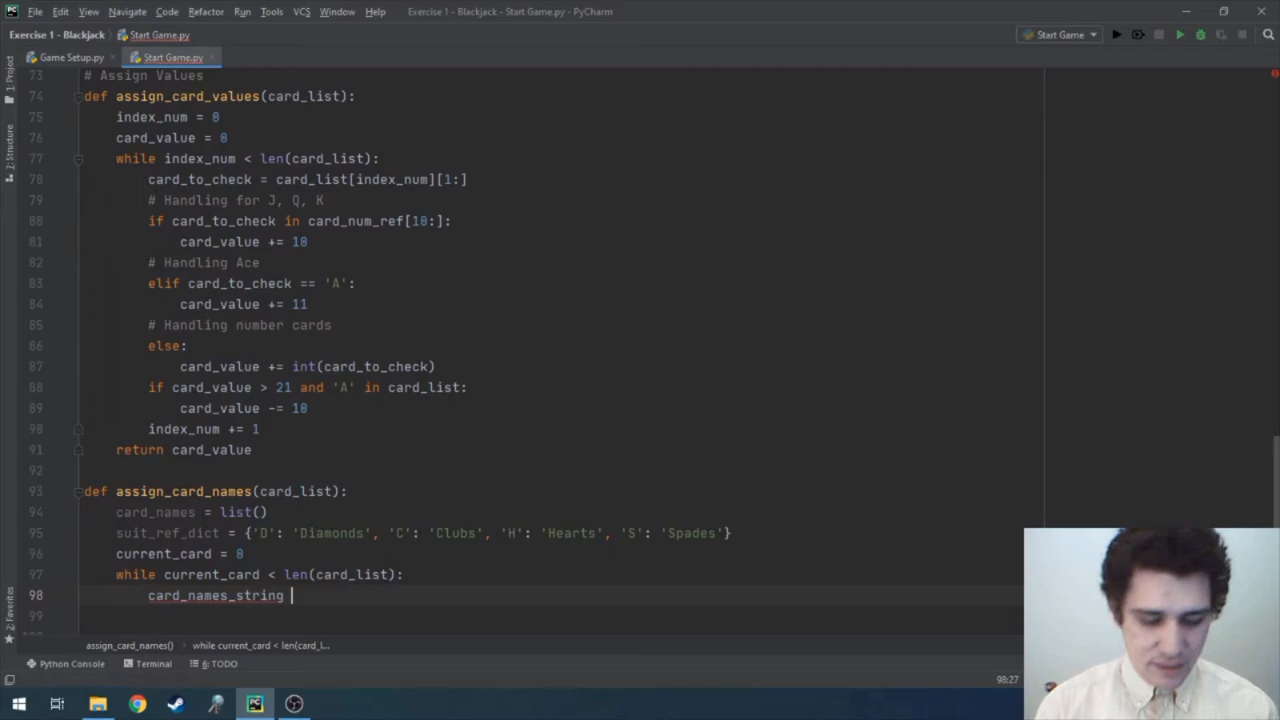 File Edit View Navigate Code Refactor Run Tools VCS Window Help Exercise 1 - Blackjack - Start Game.py - PyCharm
Exercise 1 - Blackjack Start Game.py Start Game
Game Setup.py Start Game.py
1: Project
7: Structure
2: Favorites
73 # Assign Values
74 def assign_card_values(card_list):
75 index_num = 0
76 card_value = 0
77 while index_num < len(card_list):
78 card_to_check = card_list[index_num][1:]
79 # Handling for J, Q, K
80 if card_to_check in card_num_ref[10:]:
81 card_value += 10
82 # Handling Ace
83 elif card_to_check == 'A':
84 card_value += 11
85 # Handling number cards
86 else:
87 card_value += int(card_to_check)
88 if card_value > 21 and 'A' in card_list:
89 card_value -= 10
90 index_num += 1
91 return card_value
92
93 def assign_card_names(card_list):
94 card_names = list()
95 suit_ref_dict = {'D': 'Diamonds', 'C': 'Clubs', 'H': 'Hearts', 'S': 'Spades'}
96 current_card = 0
97 while current_card < len(card_list):
98 card_names_string
99
assign_card_names() while current_card < len(card_l...
Python Console Terminal 6: TODO
98:27